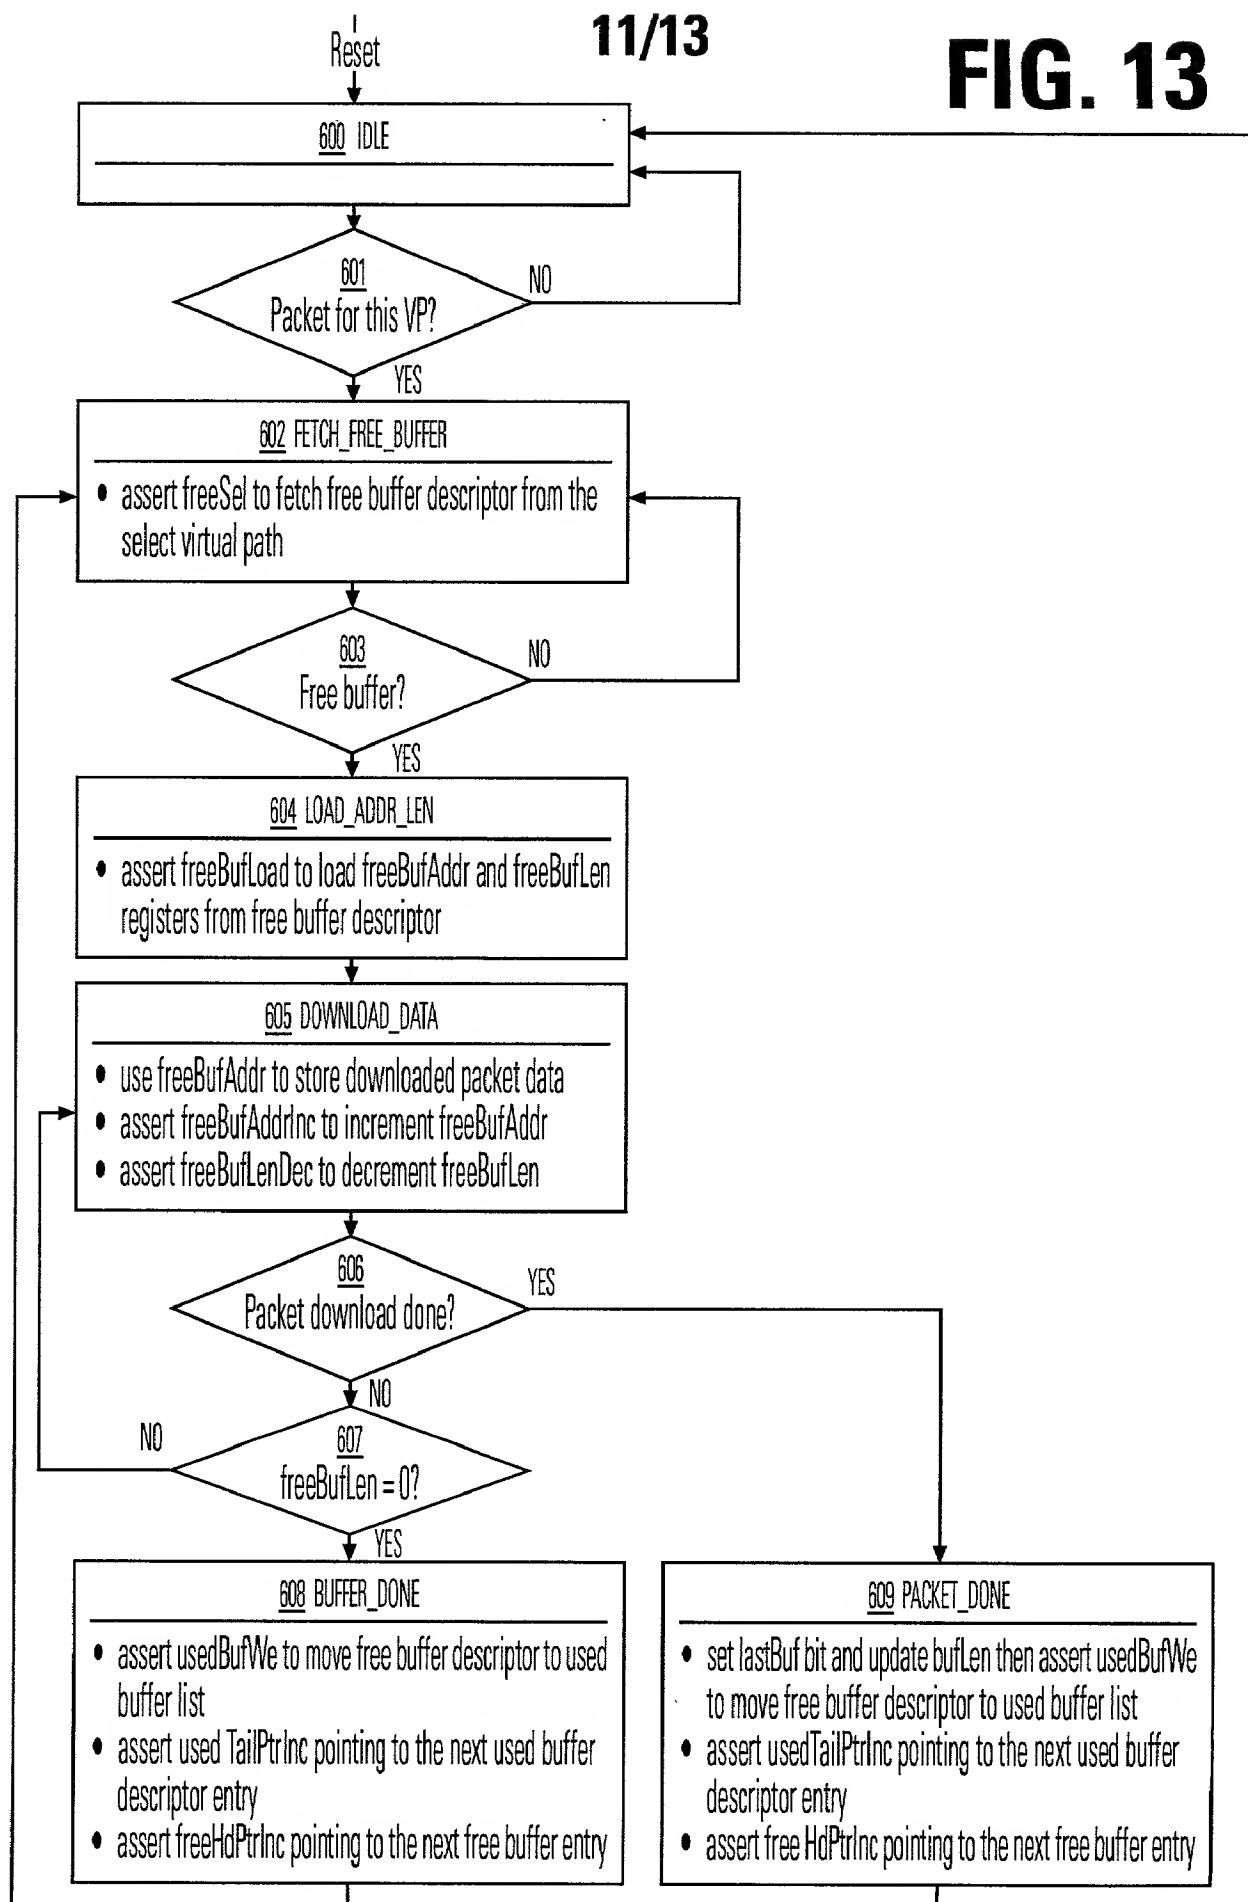 Reset
11/13
FIG. 13
600 IDLE
601
Packet for this VP?
NO
YES
602 FETCH_FREE_BUFFER
• assert freeSel to fetch free buffer descriptor from the
select virtual path
603
Free buffer?
NO
YES
604 LOAD_ADDR_LEN
• assert freeBufLoad to load freeBufAddr and freeBufLen
registers from free buffer descriptor
605 DOWNLOAD_DATA
• use freeBufAddr to store downloaded packet data
• assert freeBufAddrInc to increment freeBufAddr
• assert freeBufLenDec to decrement freeBufLen
606
Packet download done?
YES
NO
607
freeBufLen = 0?
NO
YES
608 BUFFER_DONE
• assert usedBufWe to move free buffer descriptor to used
buffer list
• assert used TailPtrInc pointing to the next used buffer
descriptor entry
• assert freeHdPtrInc pointing to the next free buffer entry
609 PACKET_DONE
• set lastBuf bit and update bufLen then assert usedBufWe
to move free buffer descriptor to used buffer list
• assert usedTailPtrInc pointing to the next used buffer
descriptor entry
• assert free HdPtrInc pointing to the next free buffer entry